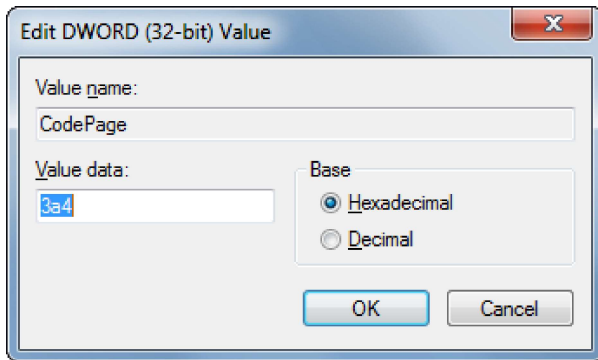 Edit DWORD (32-bit) Value
Value name:
CodePage
Value data:
3a4
Base
Hexadecimal
Decimal
OK
Cancel